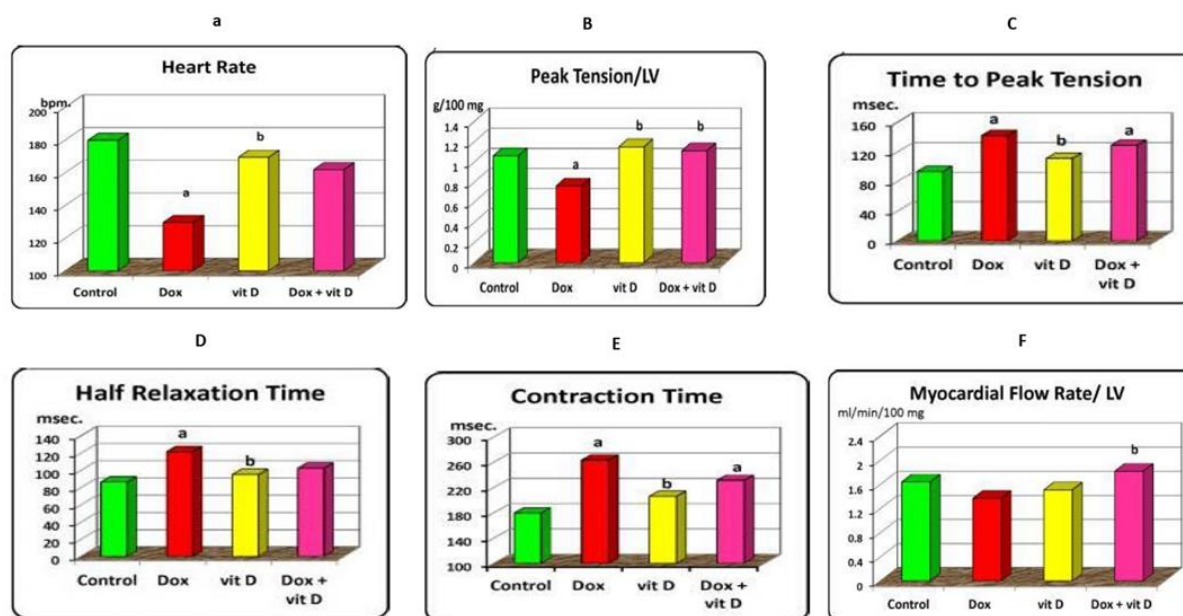 a
Heart Rate
bpm.
200
180
160
140
120
100
a
b
Control Dox vit D Dox + vit D
B
Peak Tension/LV
g/100 mg
1.4
1.2
1
0.8
0.6
0.4
0.2
0
a
b
b
Control Dox vit D Dox + vit D
C
Time to Peak Tension
msec.
160
120
80
40
0
a
b
a
Control Dox vit D Dox +
vit D
D
Half Relaxation Time
msec.
140
120
100
80
60
40
20
0
a
b
Control Dox vit D Dox +
vit D
E
Contraction Time
msec.
300
260
220
180
140
100
a
b
a
Control Dox vit D Dox +
vit D
F
Myocardial Flow Rate/ LV
ml/min/100 mg
2.4
2
1.6
1.2
0.8
0.4
0
b
Control Dox vit D Dox + vit D